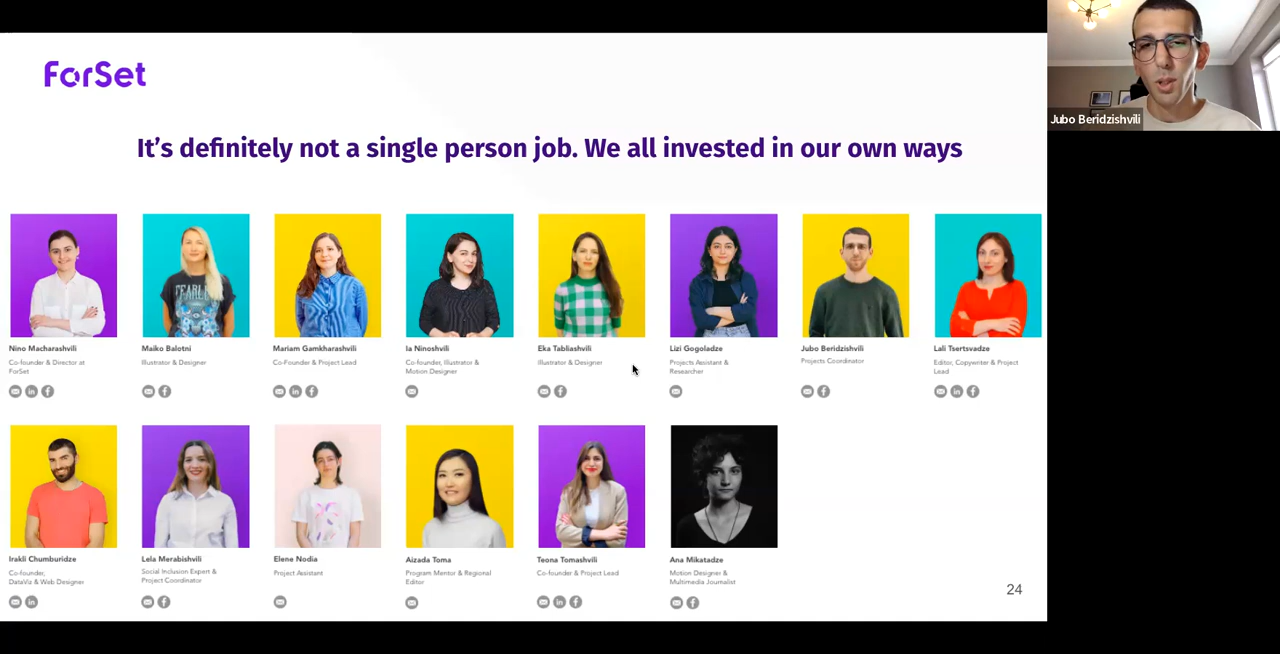 ForSet
Jubo Beridzishvili
It's definitely not a single person job. We all invested in our own ways
FEARLE
Nino Macharashvili
Co-founder & Director at
ForSet
Maiko Balotni
Illustrator & Designer
Mariam Gamkharashvili
Co-Founder & Project Lead
Ia Ninoshvili
Co-founder, Illustrator &
Motion Designer
Eka Tabliashvili
Illustrator & Designer
Lizi Gogoladze
Projects Assistant &
Researcher
Jubo Beridzishvili
Projects Coordinator
Lali Tsertsvadze
Editor, Copywriter & Project
Lead
Irakli Chumburidze
Co-founder,
DataViz & Web Designer
Lela Merabishvili
Social Inclusion Expert &
Project Coordinator
Elene Nodia
Project Assistant
Aizada Toma
Program Mentor & Regional
Editor
Teona Tomashvili
Co-founder & Project Lead
Ana Mikatadze
Motion Designer &
Multimedia Journalist
24